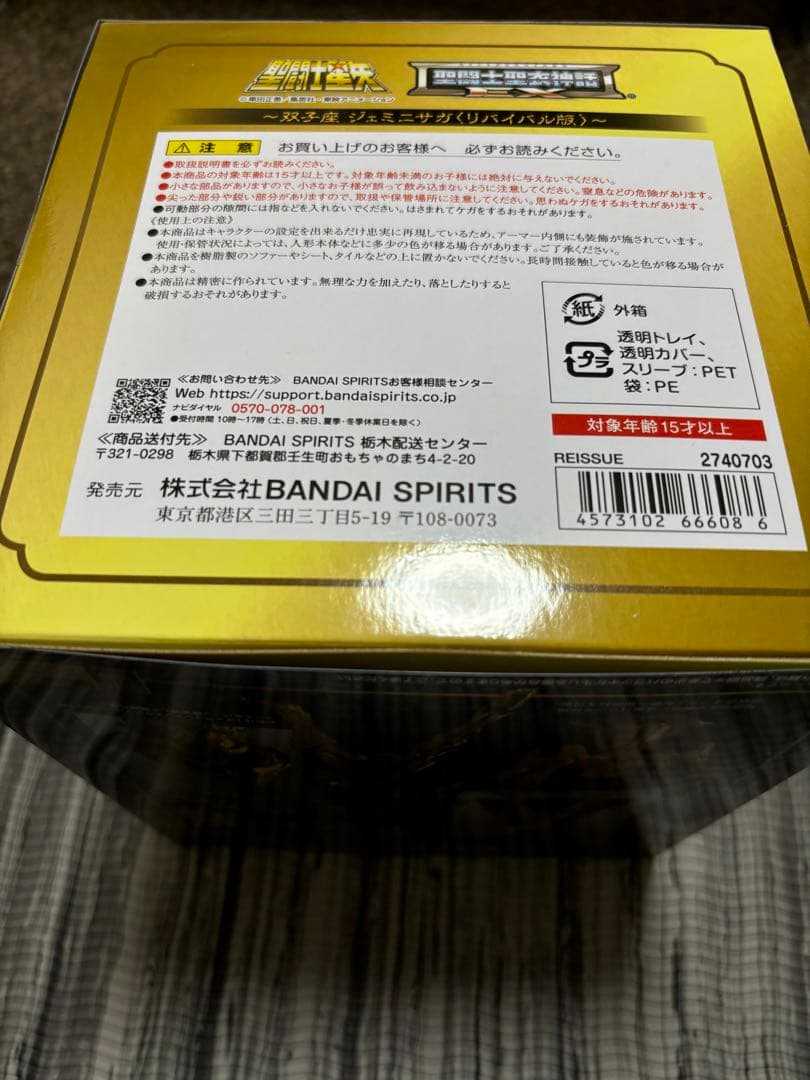 聖闘士星矢
聖闘士聖衣神話
EX
©車田正美/集英社・東映アニメーション
～双子座 ジェミニサガ〈リバイバル版〉～
注 意 お買い上げのお客様へ 必ずお読みください。
●取扱説明書を必ずお読みください。
●本商品の対象年齢は15才以上です。対象年齢未満のお子様には絶対に与えないでください。
●小さな部品がありますので、小さなお子様が誤って飲み込まないように注意してください。窒息などの危険があります。
●尖った部分や鋭い部分がありますので、取扱や保管場所に注意してください。思わぬケガをするおそれがあります。
●可動部分の隙間には指などを入れないでください。はさまれてケガをするおそれがあります。
《使用上の注意》
●本商品はキャラクターの設定を出来るだけ忠実に再現しているため、アーマー内側にも装飾が施されています。
使用・保管状況によっては、人形本体などに多少の色が移る場合があります。ご了承ください。
●本商品を樹脂製のソファーやシート、タイルなどの上に置かないでください。長時間接触していると色が移る場合が
あります。
●本商品は精密に作られています。無理な力を加えたり、落としたりすると
破損するおそれがあります。
紙 外箱
プラ 透明トレイ、
透明カバー、
スリーブ：PET
袋：PE
≪お問い合わせ先≫ BANDAI SPIRITSお客様相談センター
Web https://support.bandaispirits.co.jp
ナビダイヤル 0570-078-001
●受付時間 10時～17時 (土、日、祝日、夏季・冬季休業日を除く)
≪商品送付先≫ BANDAI SPIRITS 栃木配送センター
〒321-0298 栃木県下都賀郡壬生町おもちゃのまち4-2-20
対象年齢15才以上
REISSUE 2740703
4573102 66608 6
発売元 株式会社BANDAI SPIRITS
東京都港区三田三丁目5-19 〒108-0073